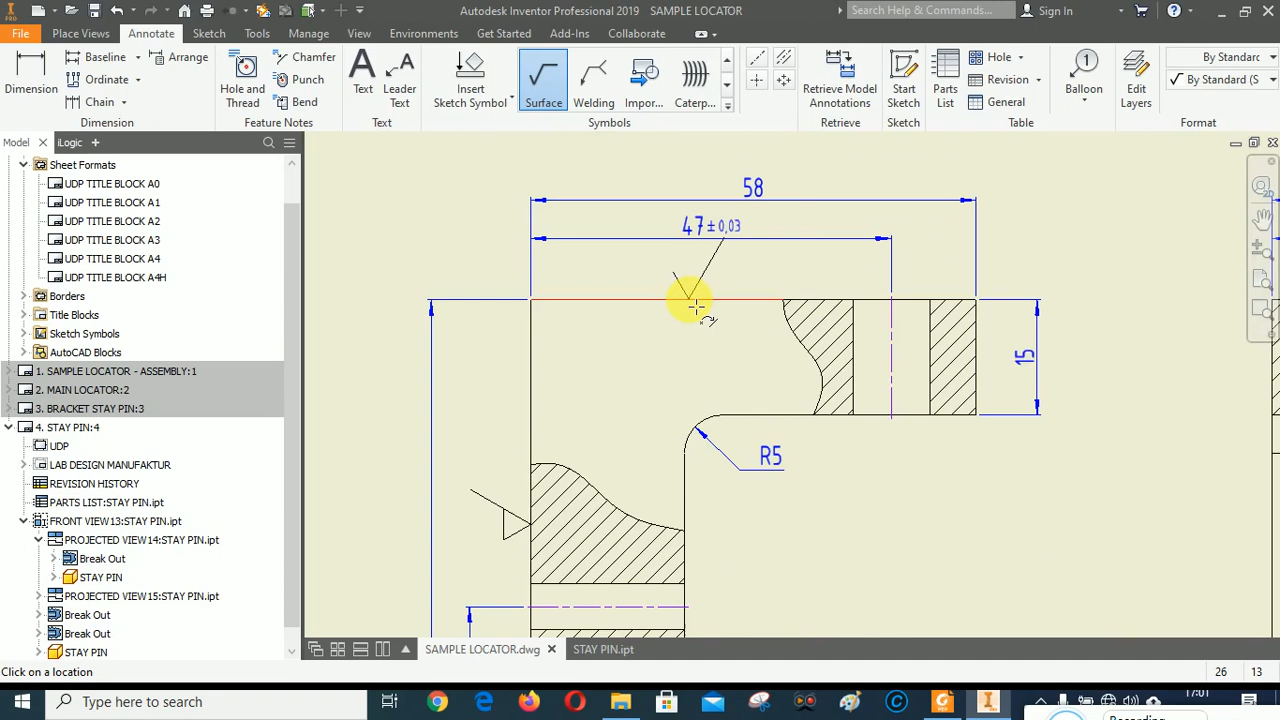 PRO
Autodesk Inventor Professional 2019 SAMPLE LOCATOR
Search Help & Commands...
Sign In
File Place Views Annotate Sketch Tools Manage View Environments Get Started Add-Ins Collaborate
Dimension
Baseline
Ordinate
Chain
Arrange
Dimension
Hole and Thread
Chamfer
Punch
Bend
Feature Notes
Text
Leader Text
Text
Insert Sketch Symbol
Surface
Welding
Impor...
Caterp...
Symbols
Retrieve Model Annotations
Retrieve
Start Sketch
Sketch
Parts List
Hole
Revision
General
Table
Balloon
Edit Layers
By Standarc
By Standard (S
Format
Model
iLogic
Sheet Formats
UDP TITLE BLOCK A0
UDP TITLE BLOCK A1
UDP TITLE BLOCK A2
UDP TITLE BLOCK A3
UDP TITLE BLOCK A4
UDP TITLE BLOCK A4H
Borders
Title Blocks
Sketch Symbols
AutoCAD Blocks
1. SAMPLE LOCATOR - ASSEMBLY:1
2. MAIN LOCATOR:2
3. BRACKET STAY PIN:3
4. STAY PIN:4
UDP
LAB DESIGN MANUFAKTUR
REVISION HISTORY
PARTS LIST:STAY PIN.ipt
FRONT VIEW13:STAY PIN.ipt
PROJECTED VIEW14:STAY PIN.ipt
Break Out
STAY PIN
PROJECTED VIEW15:STAY PIN.ipt
Break Out
Break Out
STAY PIN
58
47±0,03
15
R5
2D
SAMPLE LOCATOR.dwg
STAY PIN.ipt
Click on a location
26 13
Type here to search
17:01
Recording